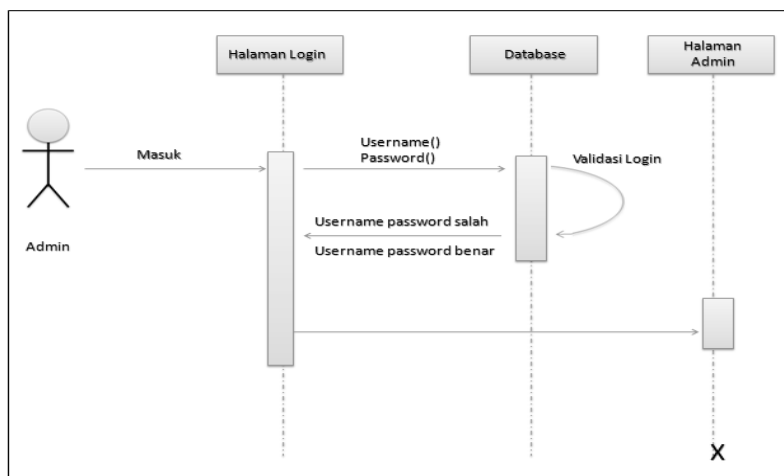 Halaman Login
Database
Halaman
Admin
Masuk
Username()
Password()
Validasi Login
Username password salah
Username password benar
Admin
X